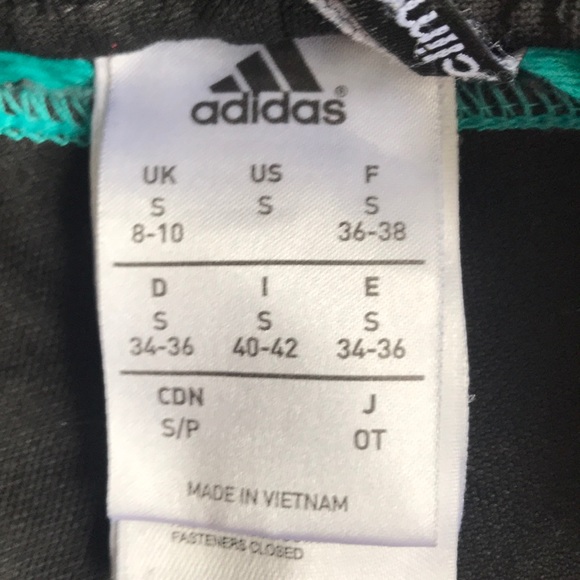 clim
adidas®
UK US F
S S S
8-10 36-38
D I E
S S S
34-36 40-42 34-36
CDN J
S/P OT
MADE IN VIETNAM
FASTENERS CLOSED